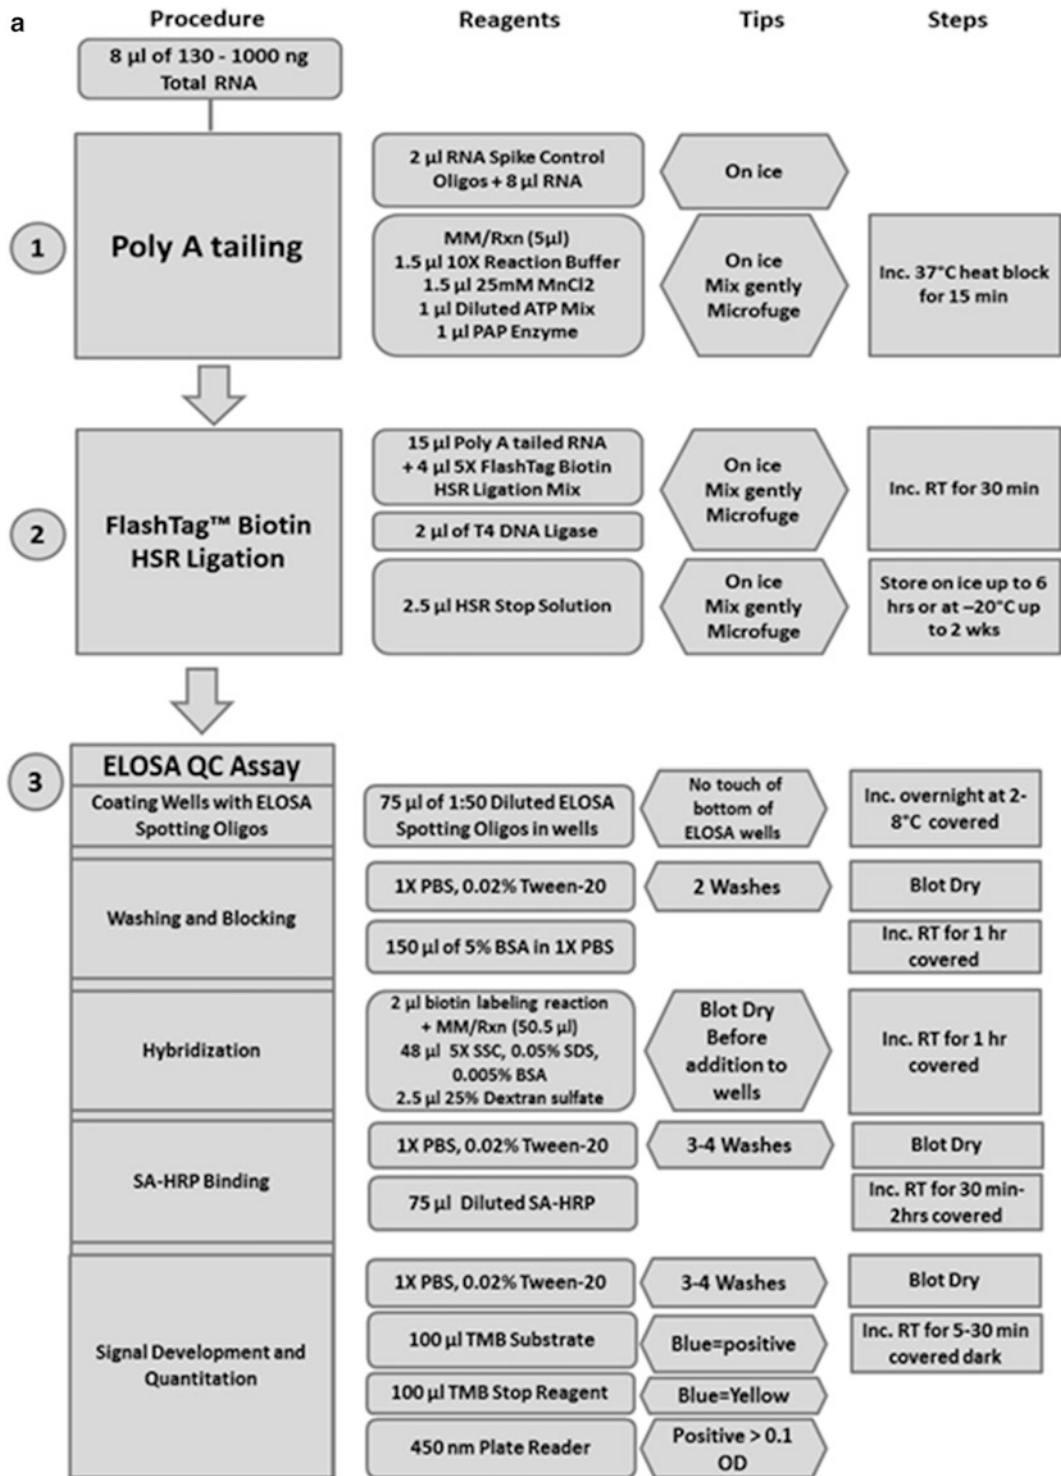 a
Procedure
Reagents
Tips
Steps
8 µl of 130 - 1000 ng
Total RNA
1
Poly A tailing
2 µl RNA Spike Control
Oligos + 8 µl RNA
On ice
MM/Rxn (5µl)
1.5 µl 10X Reaction Buffer
1.5 µl 25mM MnCl2
1 µl Diluted ATP Mix
1 µl PAP Enzyme
On ice
Mix gently
Microfuge
Inc. 37°C heat block
for 15 min
2
FlashTag™ Biotin
HSR Ligation
15 µl Poly A tailed RNA
+ 4 µl 5X FlashTag Biotin
HSR Ligation Mix
2 µl of T4 DNA Ligase
On ice
Mix gently
Microfuge
Inc. RT for 30 min
2.5 µl HSR Stop Solution
On ice
Mix gently
Microfuge
Store on ice up to 6
hrs or at –20°C up
to 2 wks
3
ELOSA QC Assay
Coating Wells with ELOSA
Spotting Oligos
75 µl of 1:50 Diluted ELOSA
Spotting Oligos in wells
No touch of
bottom of
ELOSA wells
Inc. overnight at 2-
8°C covered
Washing and Blocking
1X PBS, 0.02% Tween-20
2 Washes
Blot Dry
150 µl of 5% BSA in 1X PBS
Inc. RT for 1 hr
covered
Hybridization
2 µl biotin labeling reaction
+ MM/Rxn (50.5 µl)
48 µl 5X SSC, 0.05% SDS,
0.005% BSA
2.5 µl 25% Dextran sulfate
Blot Dry
Before
addition to
wells
Inc. RT for 1 hr
covered
SA-HRP Binding
1X PBS, 0.02% Tween-20
3-4 Washes
Blot Dry
75 µl Diluted SA-HRP
Inc. RT for 30 min-
2hrs covered
Signal Development and
Quantitation
1X PBS, 0.02% Tween-20
3-4 Washes
Blot Dry
100 µl TMB Substrate
Blue=positive
Inc. RT for 5-30 min
covered dark
100 µl TMB Stop Reagent
Blue=Yellow
450 nm Plate Reader
Positive > 0.1
OD